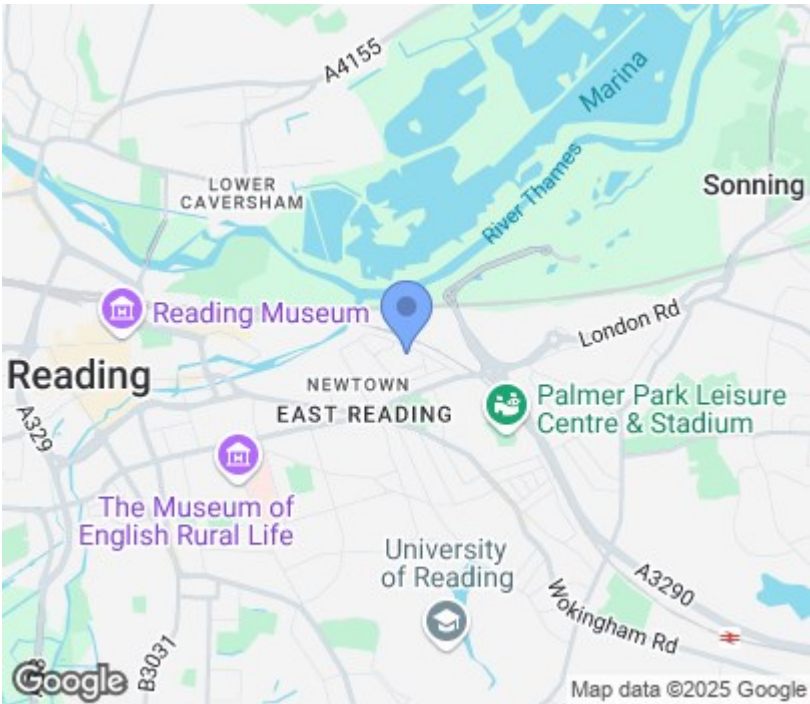 A4155
Marina
LOWER
CAVERSHAM
River Thames
Sonning
Reading Museum
London Rd
Reading
NEWTOWN
EAST READING
Palmer Park Leisure
Centre & Stadium
A329
The Museum of
English Rural Life
University
of Reading
A3290
Wokingham Rd
B3031
Google
Map data ©2025 Google